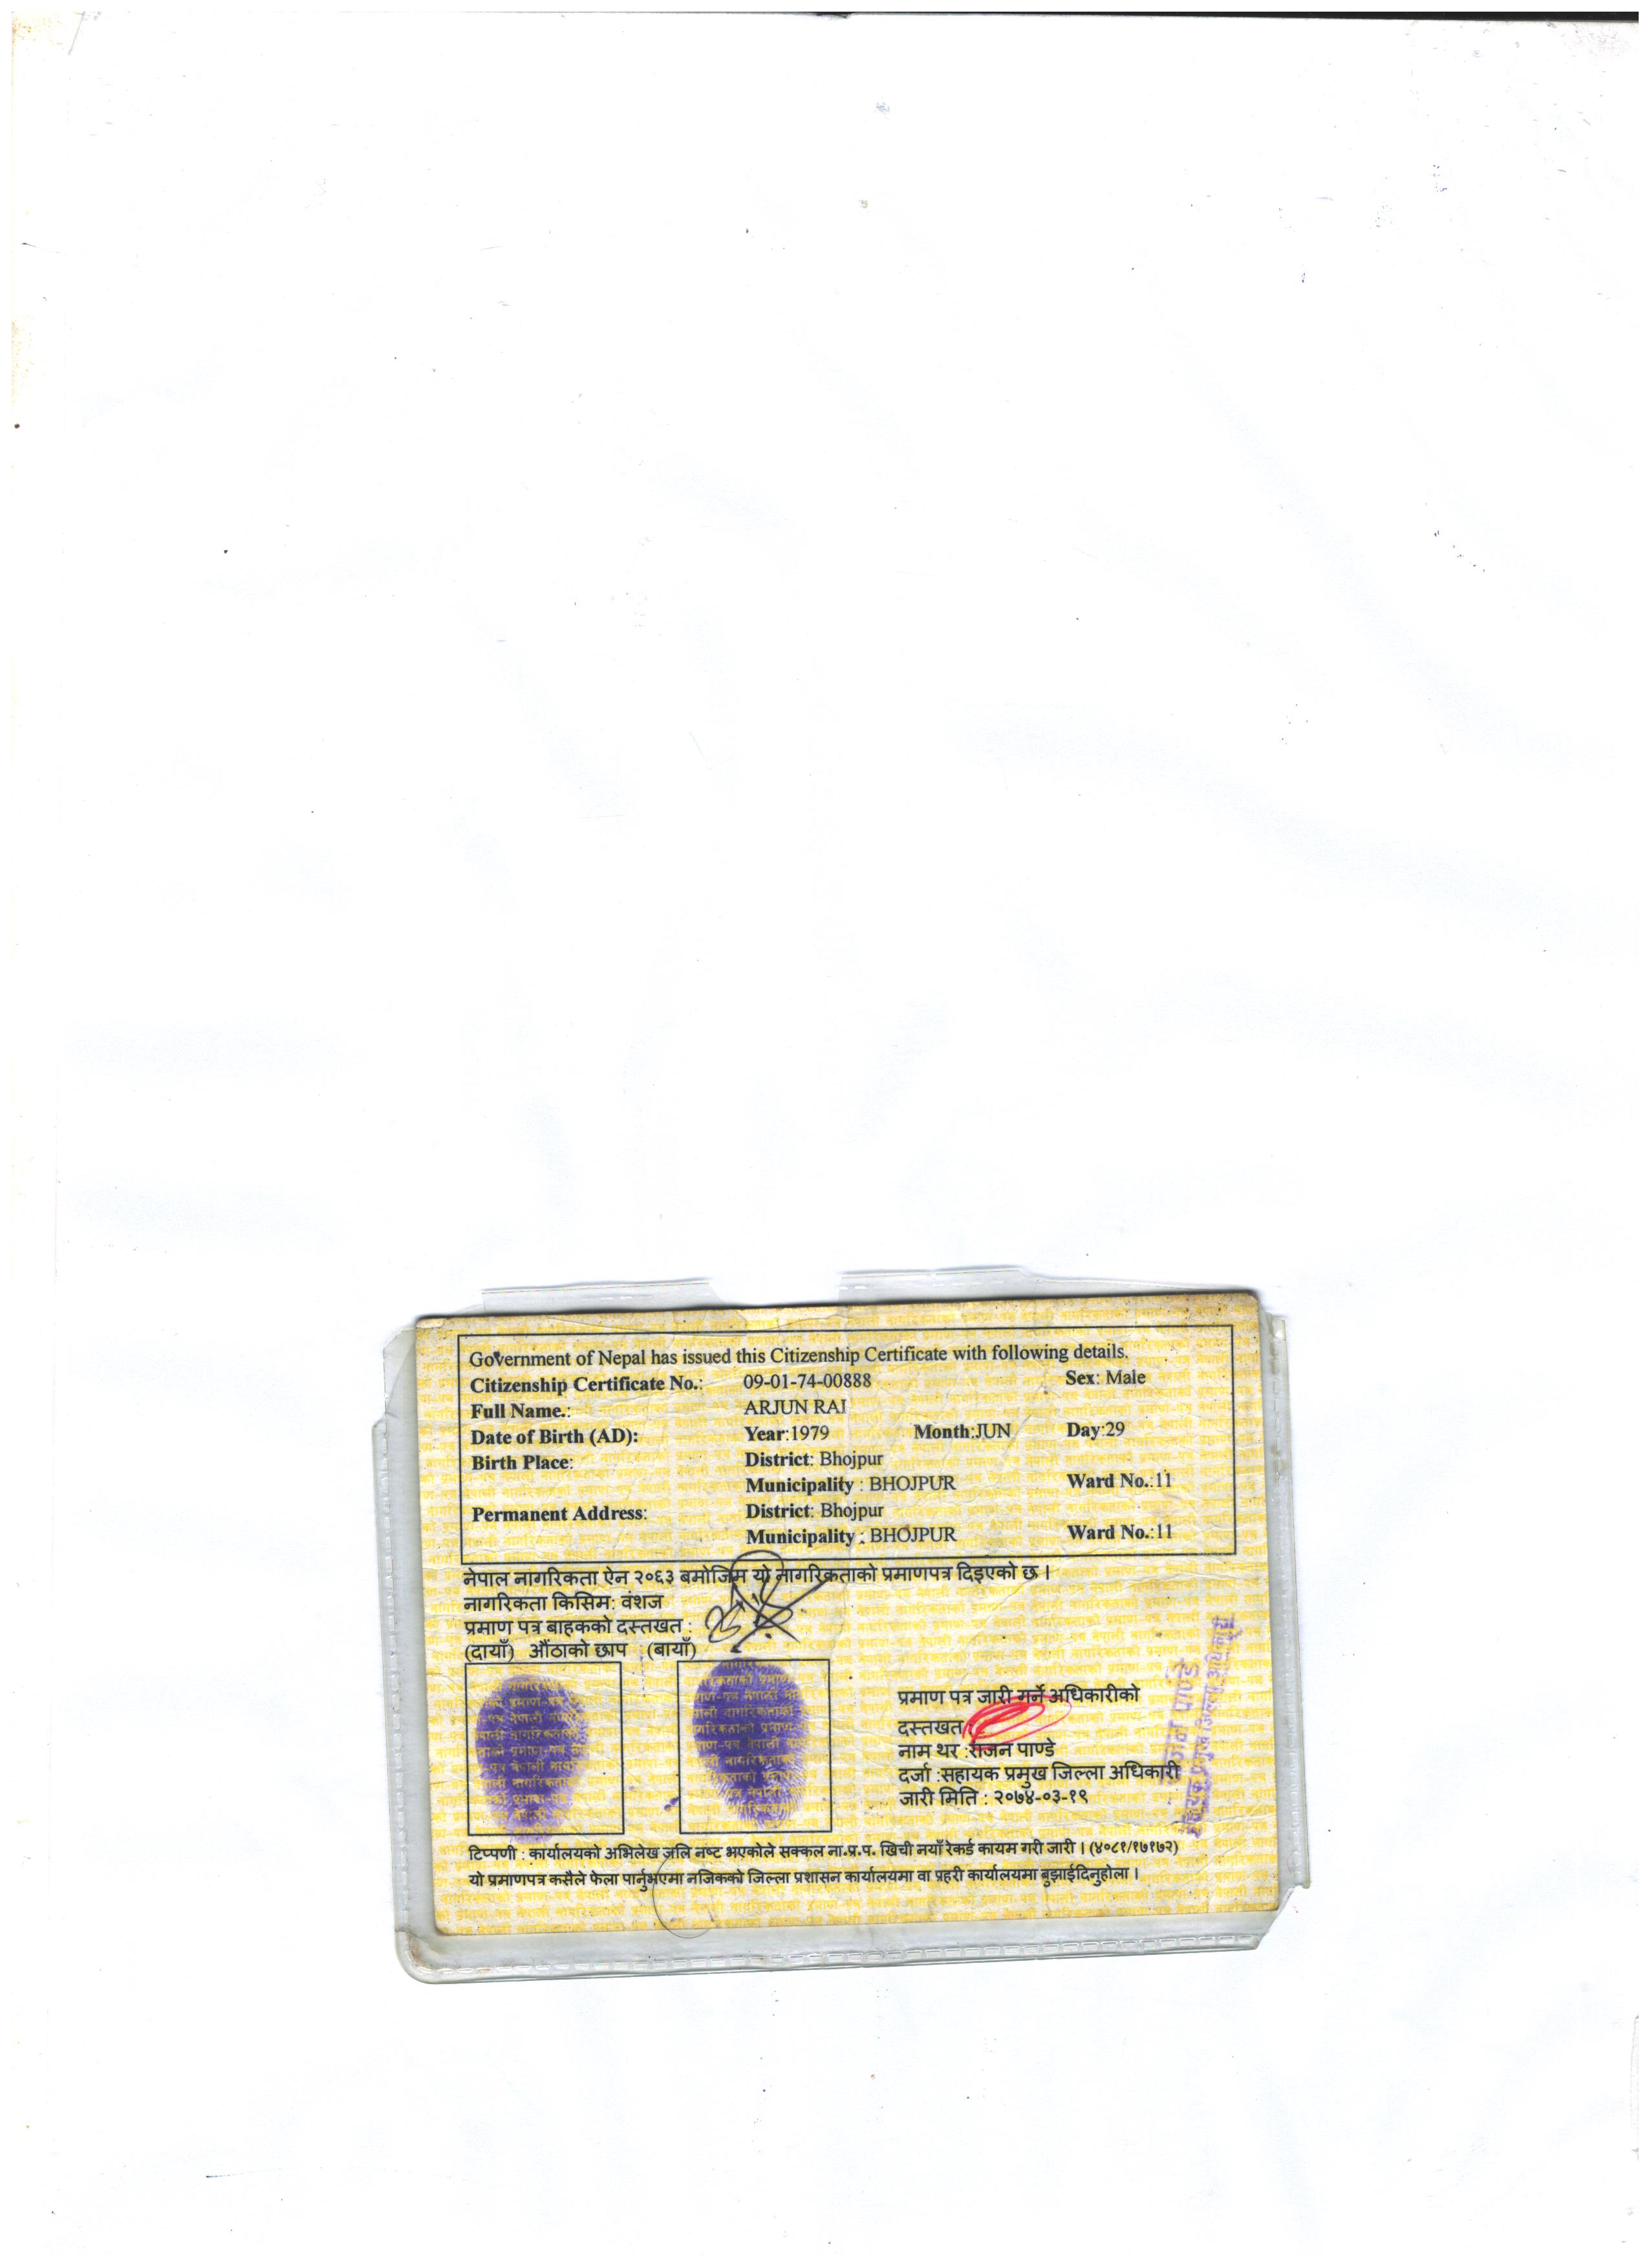 Government of Nepal has issued this Citizenship Certificate with following details.
Citizenship Certificate No.: 09-01-74-00888 Sex: Male
Full Name.: ARJUN RAI
Date of Birth (AD): Year:1979 Month:JUN Day:29
Birth Place: District: Bhojpur
Municipality : BHOJPUR Ward No.:11
Permanent Address: District: Bhojpur
Municipality : BHOJPUR Ward No.:11
नेपाल नागरिकता ऐन २०६३ बमोजिम यो नागरिकताको प्रमाणपत्र दिइएको छ ।
नागरिकता किसिम: वंशज
प्रमाण पत्र बाहकको दस्तखत :
(दायाँ) औंठाको छाप (बायाँ)
प्रमाण पत्र जारी गर्ने अधिकारीको
दस्तखत :
नाम थर :राजन पाण्डे
दर्जा :सहायक प्रमुख जिल्ला अधिकारी
जारी मिति : २०७४-०३-१९
टिप्पणी : कार्यालयको अभिलेख जलि नष्ट भएकोले सक्कल ना.प्र.प. खिची नयाँ रेकर्ड कायम गरी जारी । (४०८१/१७१७२)
यो प्रमाणपत्र कसैले फेला पार्नुभएमा नजिकको जिल्ला प्रशासन कार्यालयमा वा प्रहरी कार्यालयमा बुझाईदिनुहोला ।